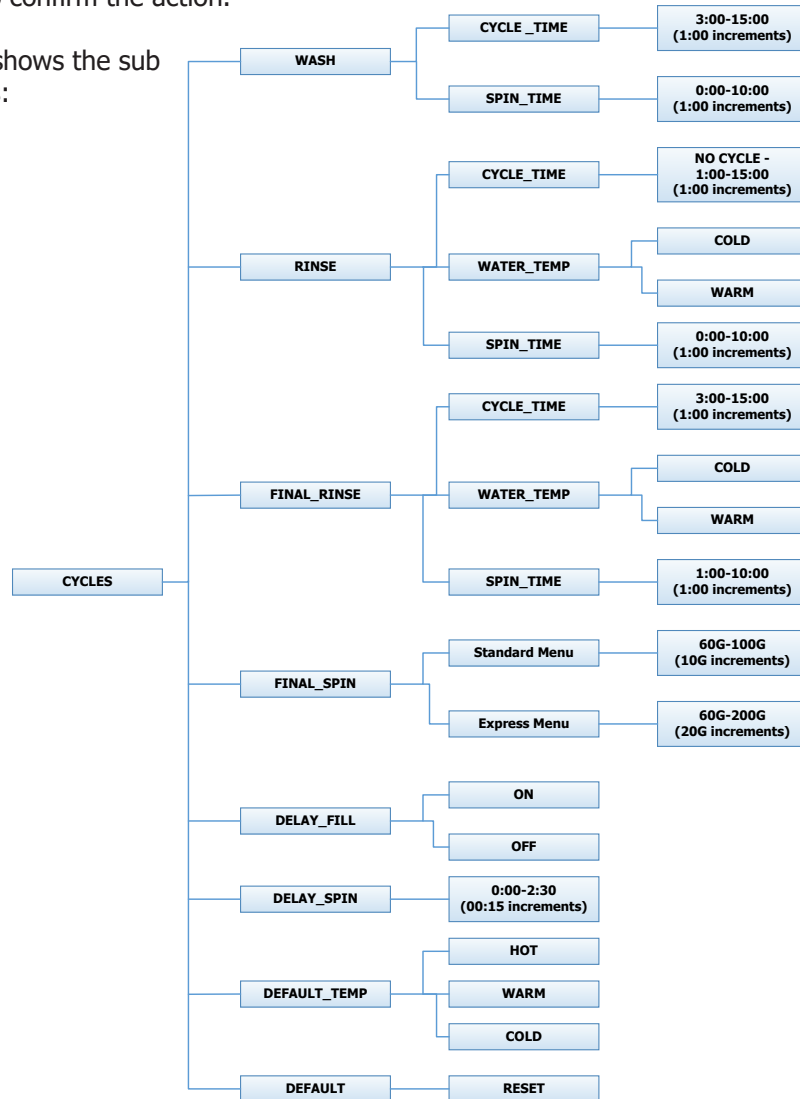 confirm the action.
shows the sub
:
CYCLES
WASH
CYCLE _TIME
3:00-15:00
(1:00 increments)
SPIN_TIME
0:00-10:00
(1:00 increments)
RINSE
CYCLE_TIME
NO CYCLE -
1:00-15:00
(1:00 increments)
WATER_TEMP
COLD
WARM
SPIN_TIME
0:00-10:00
(1:00 increments)
FINAL_RINSE
CYCLE_TIME
3:00-15:00
(1:00 increments)
WATER_TEMP
COLD
WARM
SPIN_TIME
1:00-10:00
(1:00 increments)
FINAL_SPIN
Standard Menu
60G-100G
(10G increments)
Express Menu
60G-200G
(20G increments)
DELAY_FILL
ON
OFF
DELAY_SPIN
0:00-2:30
(00:15 increments)
DEFAULT_TEMP
HOT
WARM
COLD
DEFAULT
RESET